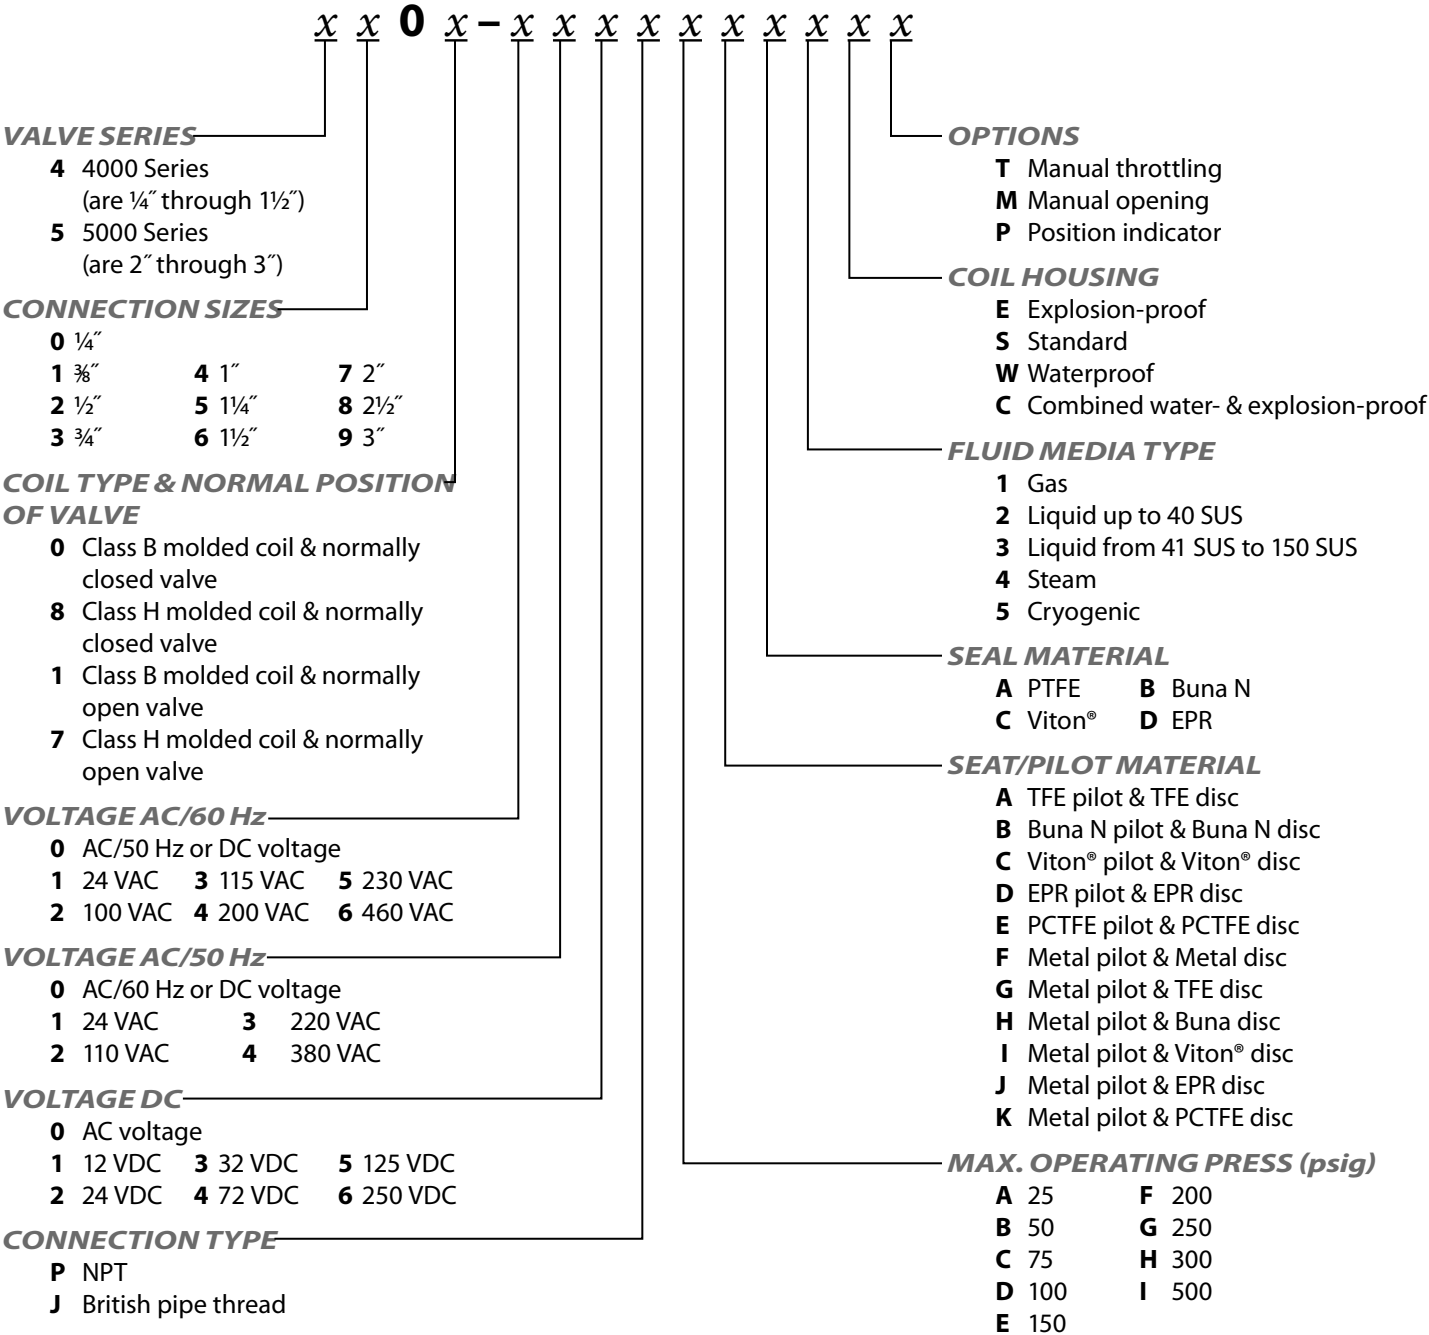 x x 0 x – x x x x x x x x x x
VALVE SERIES
4 4000 Series
(are ¼˝ through 1½˝)
5 5000 Series
(are 2˝ through 3˝)
CONNECTION SIZES
0 ¼˝
1 ⅜˝ 4 1˝ 7 2˝
2 ½˝ 5 1¼˝ 8 2½˝
3 ¾˝ 6 1½˝ 9 3˝
COIL TYPE & NORMAL POSITION
OF VALVE
0 Class B molded coil & normally
closed valve
8 Class H molded coil & normally
closed valve
1 Class B molded coil & normally
open valve
7 Class H molded coil & normally
open valve
VOLTAGE AC/60 Hz
0 AC/50 Hz or DC voltage
1 24 VAC 3 115 VAC 5 230 VAC
2 100 VAC 4 200 VAC 6 460 VAC
VOLTAGE AC/50 Hz
0 AC/60 Hz or DC voltage
1 24 VAC 3 220 VAC
2 110 VAC 4 380 VAC
VOLTAGE DC
0 AC voltage
1 12 VDC 3 32 VDC 5 125 VDC
2 24 VDC 4 72 VDC 6 250 VDC
CONNECTION TYPE
P NPT
J British pipe thread
OPTIONS
T Manual throttling
M Manual opening
P Position indicator
COIL HOUSING
E Explosion-proof
S Standard
W Waterproof
C Combined water- & explosion-proof
FLUID MEDIA TYPE
1 Gas
2 Liquid up to 40 SUS
3 Liquid from 41 SUS to 150 SUS
4 Steam
5 Cryogenic
SEAL MATERIAL
A PTFE B Buna N
C Viton® D EPR
SEAT/PILOT MATERIAL
A TFE pilot & TFE disc
B Buna N pilot & Buna N disc
C Viton® pilot & Viton® disc
D EPR pilot & EPR disc
E PCTFE pilot & PCTFE disc
F Metal pilot & Metal disc
G Metal pilot & TFE disc
H Metal pilot & Buna disc
I Metal pilot & Viton® disc
J Metal pilot & EPR disc
K Metal pilot & PCTFE disc
MAX. OPERATING PRESS (psig)
A 25 F 200
B 50 G 250
C 75 H 300
D 100 I 500
E 150